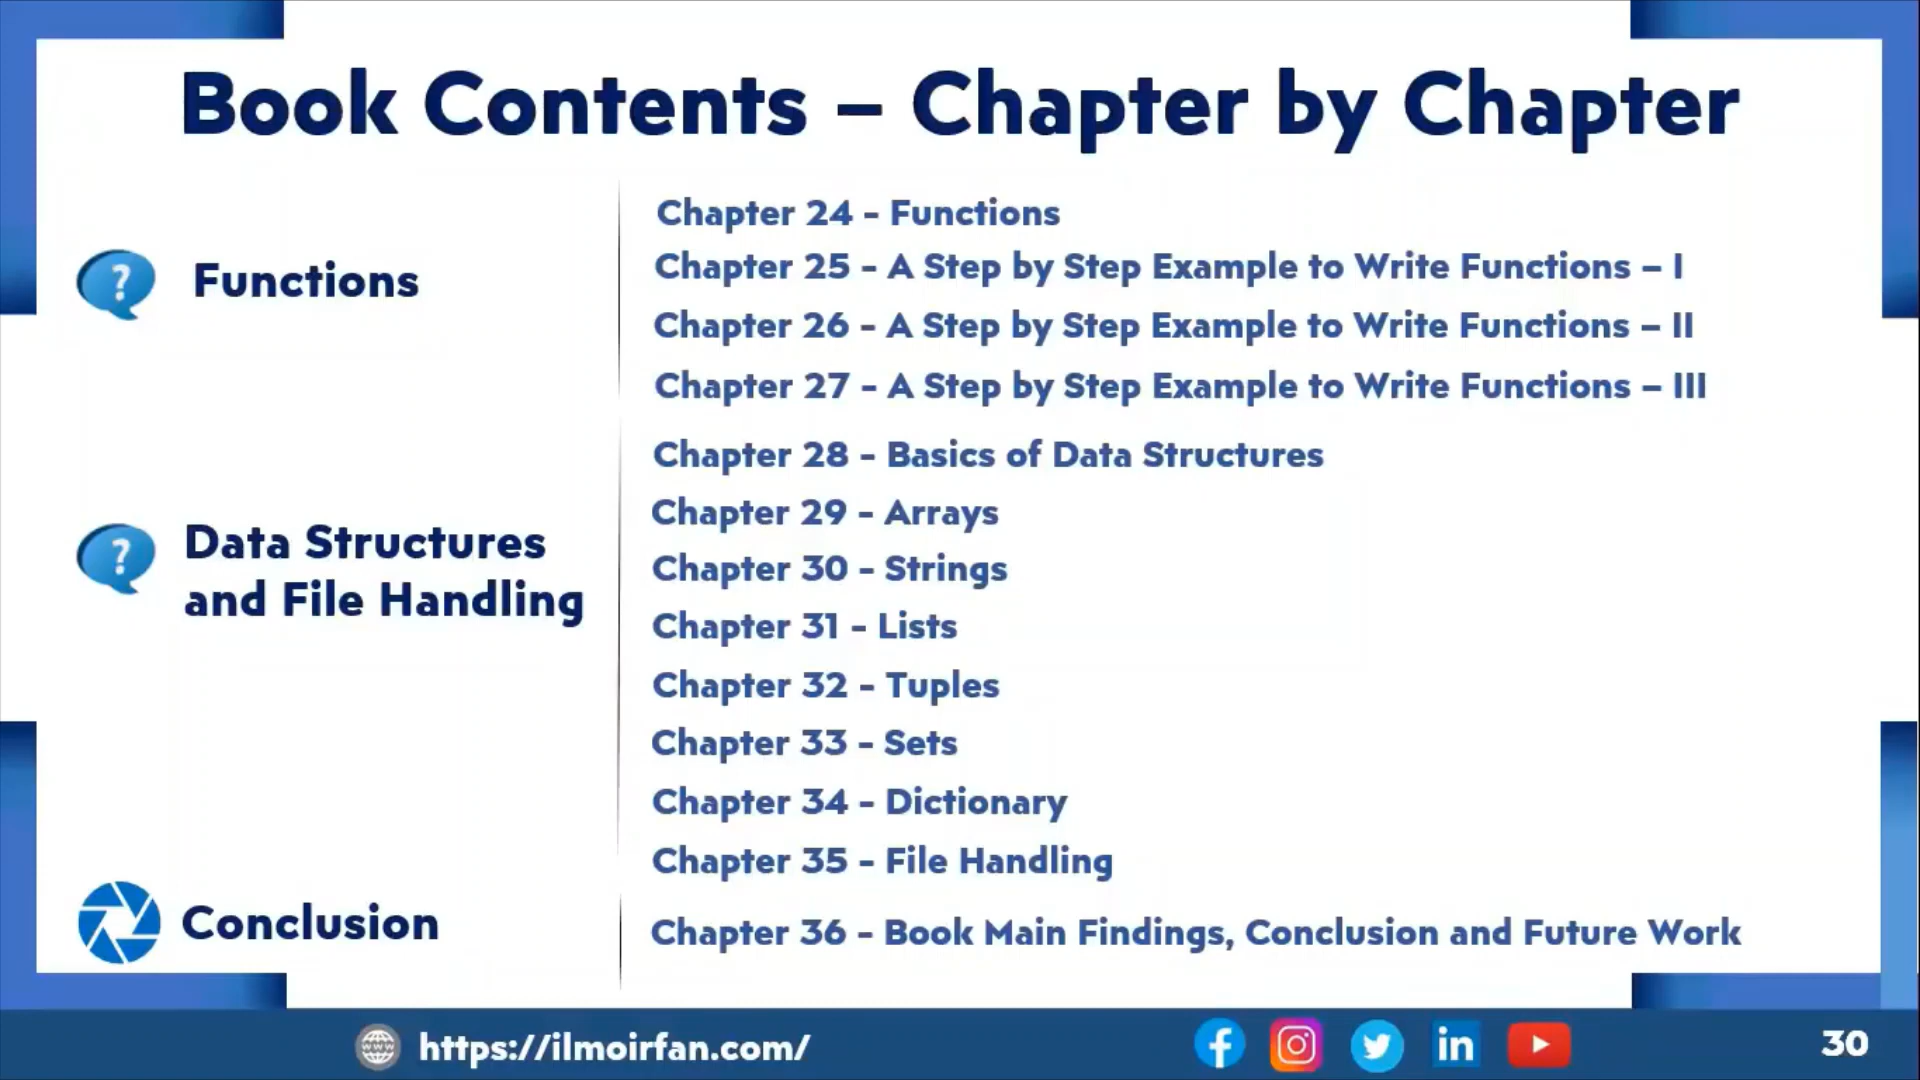 Book Contents – Chapter by Chapter
Functions
Chapter 24 - Functions
Chapter 25 - A Step by Step Example to Write Functions – I
Chapter 26 - A Step by Step Example to Write Functions – II
Chapter 27 - A Step by Step Example to Write Functions – III
Data Structures
and File Handling
Chapter 28 - Basics of Data Structures
Chapter 29 - Arrays
Chapter 30 - Strings
Chapter 31 - Lists
Chapter 32 - Tuples
Chapter 33 - Sets
Chapter 34 - Dictionary
Chapter 35 - File Handling
Conclusion
Chapter 36 - Book Main Findings, Conclusion and Future Work
https://ilmoirfan.com/
30